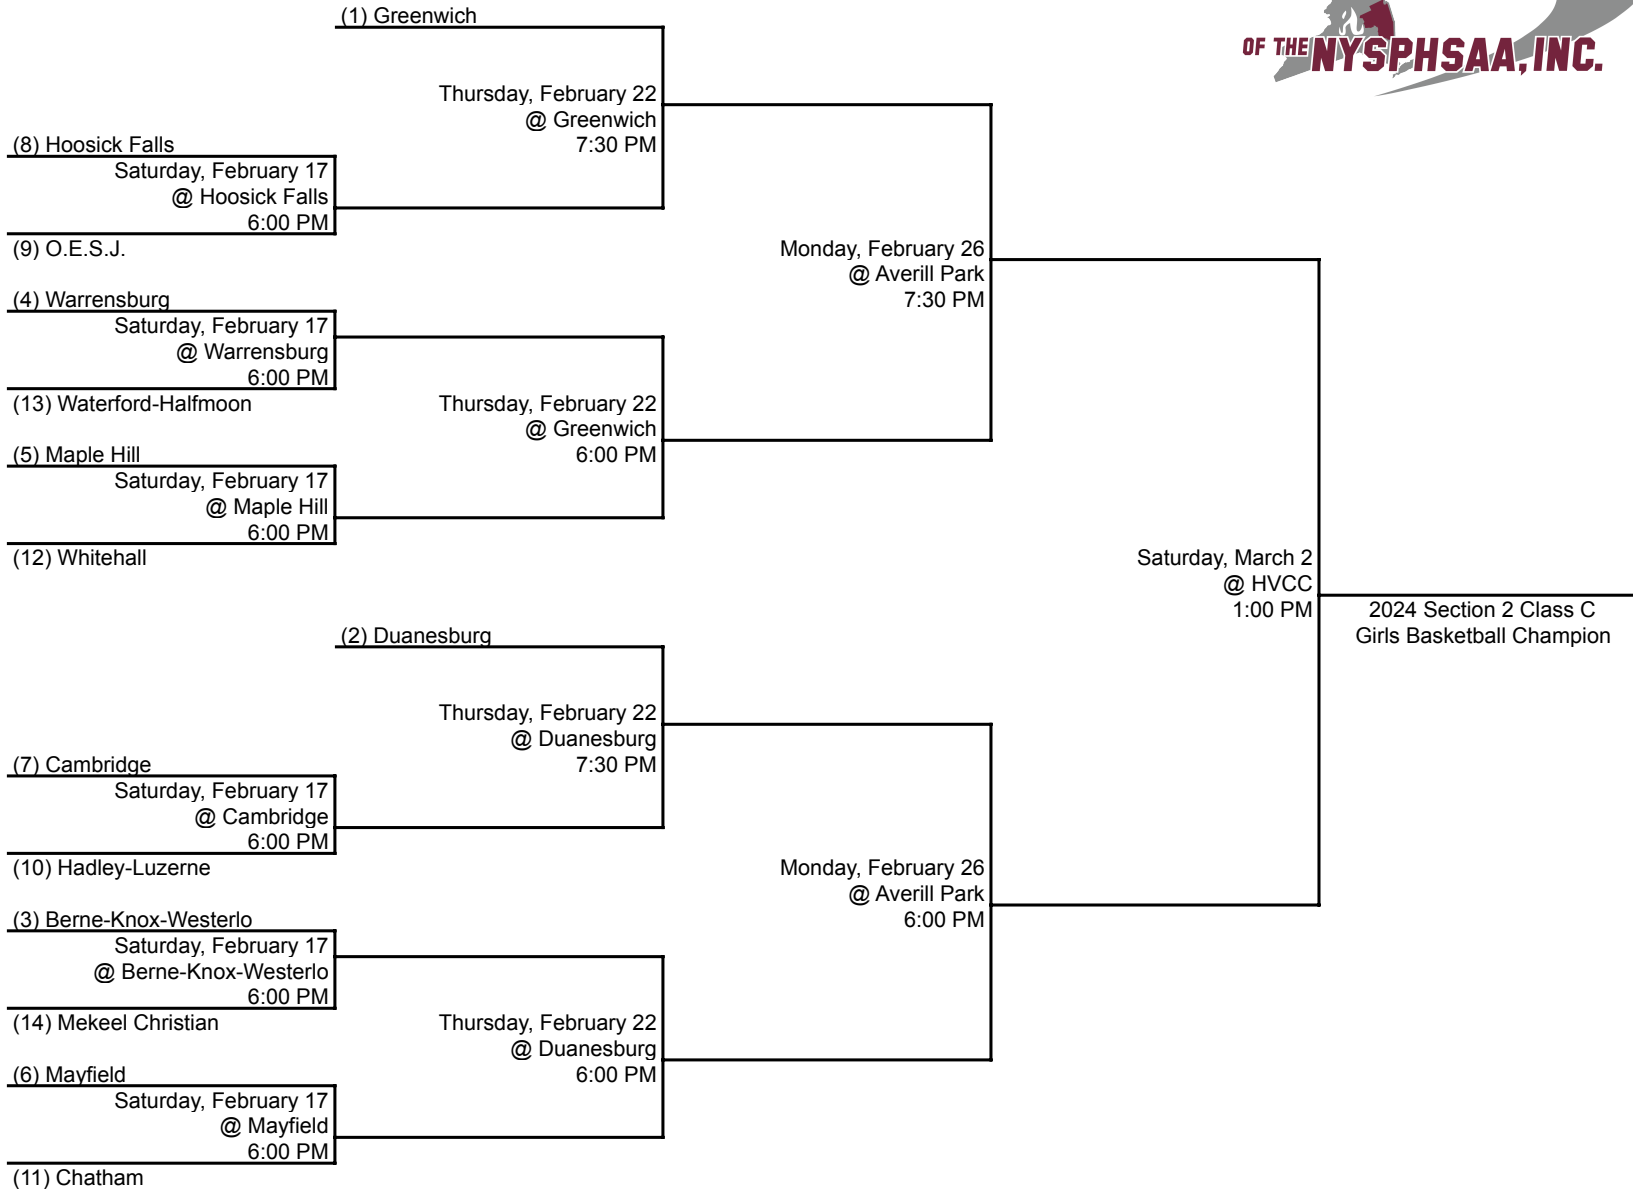 (1) Greenwich
OF THE NYSPHSAA, INC.
Thursday, February 22
@ Greenwich
7:30 PM
(8) Hoosick Falls
Saturday, February 17
@ Hoosick Falls
6:00 PM
(9) O.E.S.J.
Monday, February 26
@ Averill Park
7:30 PM
(4) Warrensburg
Saturday, February 17
@ Warrensburg
6:00 PM
(13) Waterford-Halfmoon
Thursday, February 22
@ Greenwich
6:00 PM
(5) Maple Hill
Saturday, February 17
@ Maple Hill
6:00 PM
(12) Whitehall
Saturday, March 2
@ HVCC
1:00 PM
2024 Section 2 Class C
Girls Basketball Champion
(2) Duanesburg
Thursday, February 22
@ Duanesburg
7:30 PM
(7) Cambridge
Saturday, February 17
@ Cambridge
6:00 PM
(10) Hadley-Luzerne
Monday, February 26
@ Averill Park
6:00 PM
(3) Berne-Knox-Westerlo
Saturday, February 17
@ Berne-Knox-Westerlo
6:00 PM
(14) Mekeel Christian
Thursday, February 22
@ Duanesburg
6:00 PM
(6) Mayfield
Saturday, February 17
@ Mayfield
6:00 PM
(11) Chatham